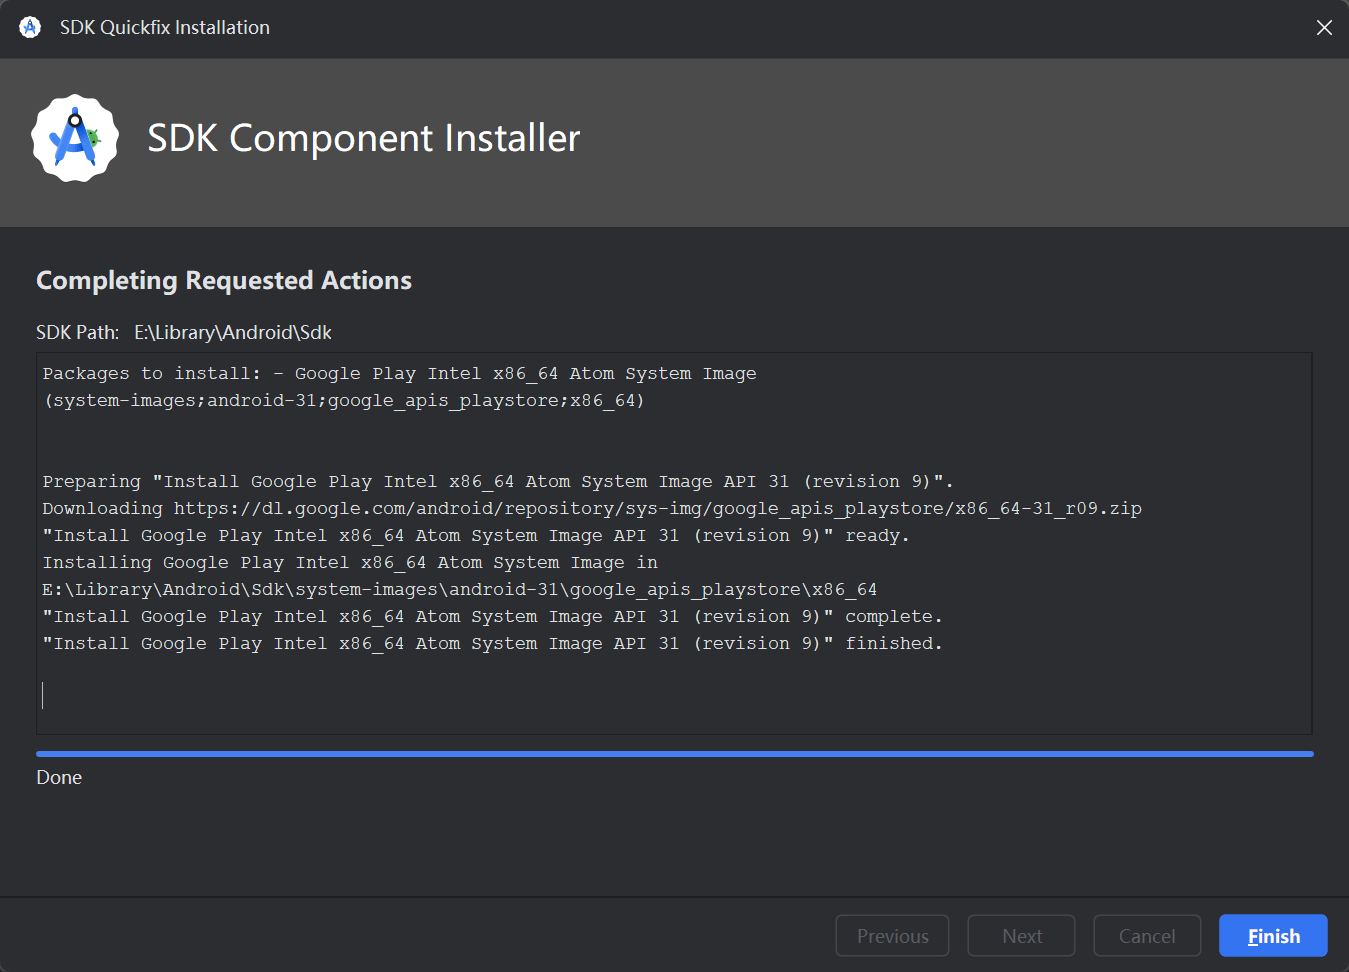 SDK Quickfix Installation
SDK Component Installer
Completing Requested Actions
SDK Path: E:\Library\Android\Sdk
Packages to install: - Google Play Intel x86_64 Atom System Image
(system-images;android-31;google_apis_playstore;x86_64)
Preparing "Install Google Play Intel x86_64 Atom System Image API 31 (revision 9)".
Downloading https://dl.google.com/android/repository/sys-img/google_apis_playstore/x86_64-31_r09.zip
"Install Google Play Intel x86_64 Atom System Image API 31 (revision 9)" ready.
Installing Google Play Intel x86_64 Atom System Image in
E:\Library\Android\Sdk\system-images\android-31\google_apis_playstore\x86_64
"Install Google Play Intel x86_64 Atom System Image API 31 (revision 9)" complete.
"Install Google Play Intel x86_64 Atom System Image API 31 (revision 9)" finished.
Done
Previous Next Cancel Finish